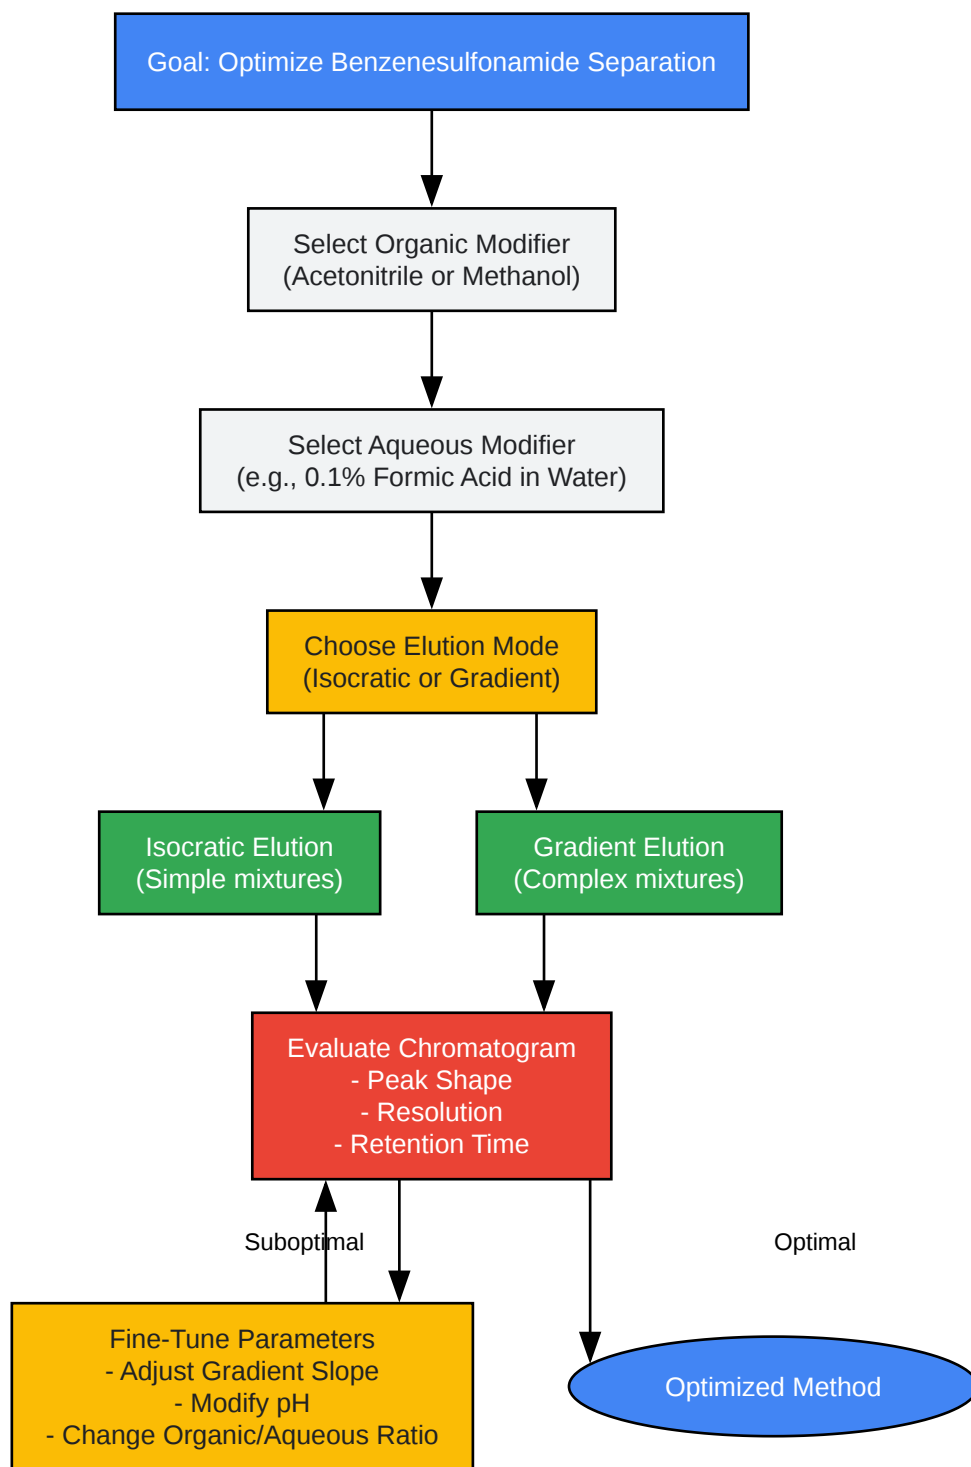 Goal: Optimize Benzenesulfonamide Separation
Select Organic Modifier
(Acetonitrile or Methanol)
Select Aqueous Modifier
(e.g., 0.1% Formic Acid in Water)
Choose Elution Mode
(Isocratic or Gradient)
Isocratic Elution
(Simple mixtures)
Gradient Elution
(Complex mixtures)
Evaluate Chromatogram
- Peak Shape
- Resolution
- Retention Time
Suboptimal
Optimal
Fine-Tune Parameters
- Adjust Gradient Slope
- Modify pH
- Change Organic/Aqueous Ratio
Optimized Method